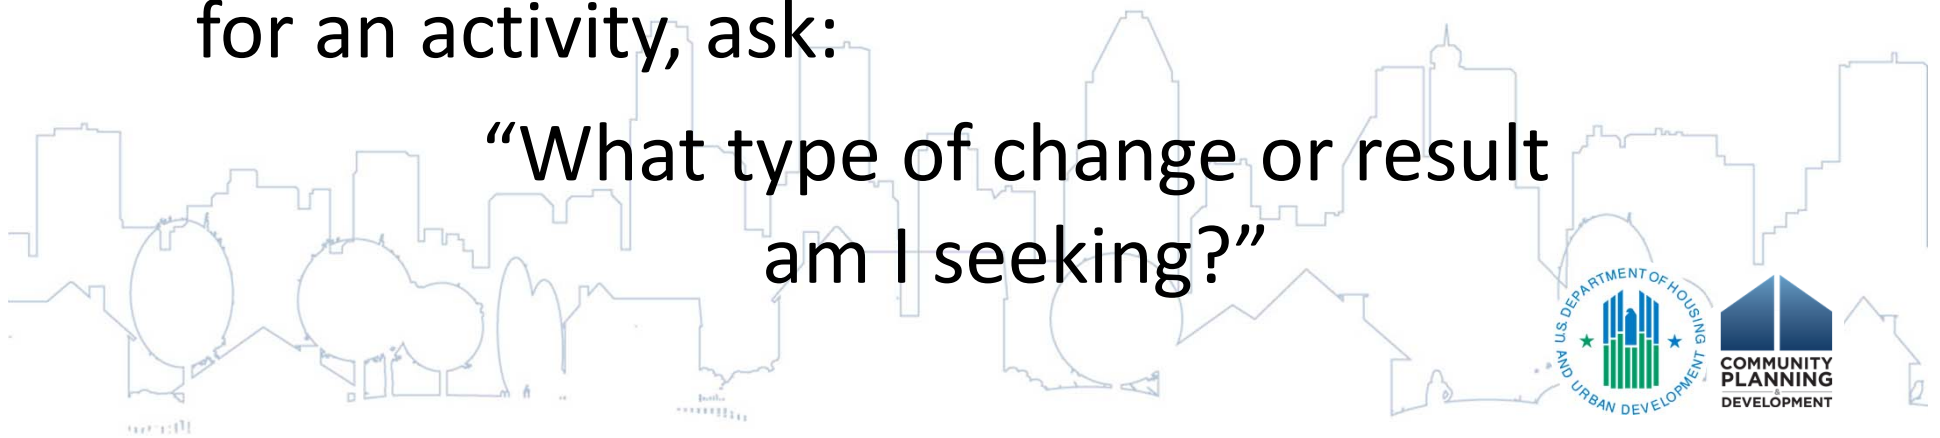 for an activity, ask:
“What type of change or result
am I seeking?”
U.S. DEPARTMENT OF HOUSING
AND URBAN DEVELOPMENT
COMMUNITY
PLANNING
&
DEVELOPMENT